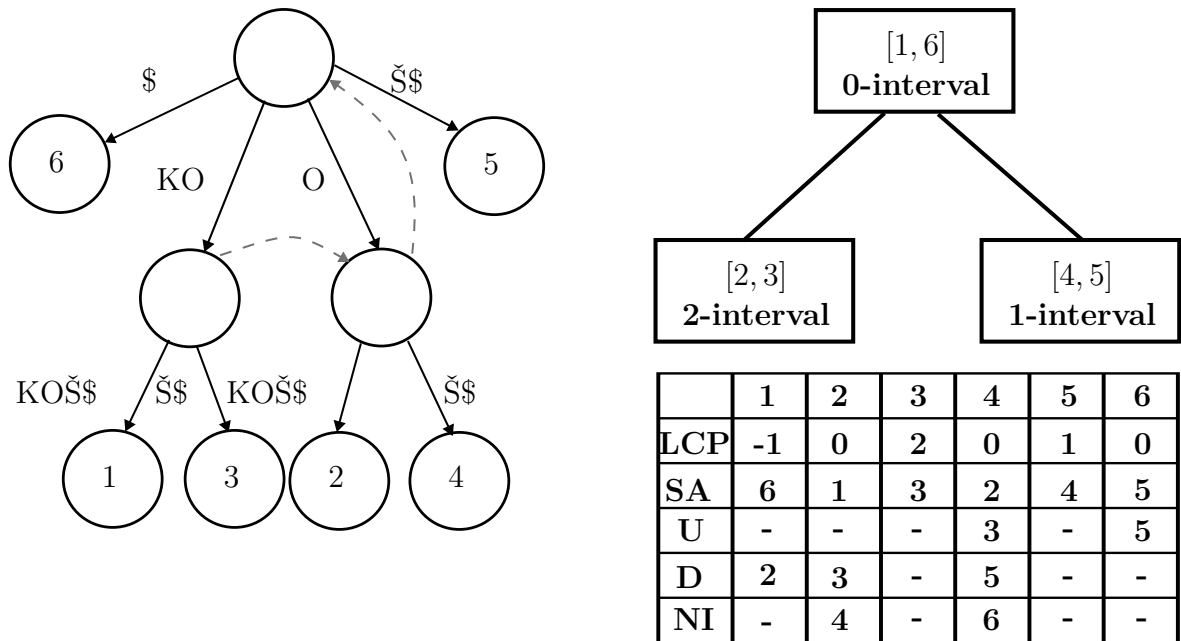 $
Š$
6
5
KO
O
KOŠ$
Š$
KOŠ$
Š$
1
3
2
4
[1, 6]
0-interval
[2, 3]
2-interval
[4, 5]
1-interval
1 2 3 4 5 6
LCP -1 0 2 0 1 0
SA 6 1 3 2 4 5
U - - - 3 - 5
D 2 3 - 5 - -
NI - 4 - 6 - -